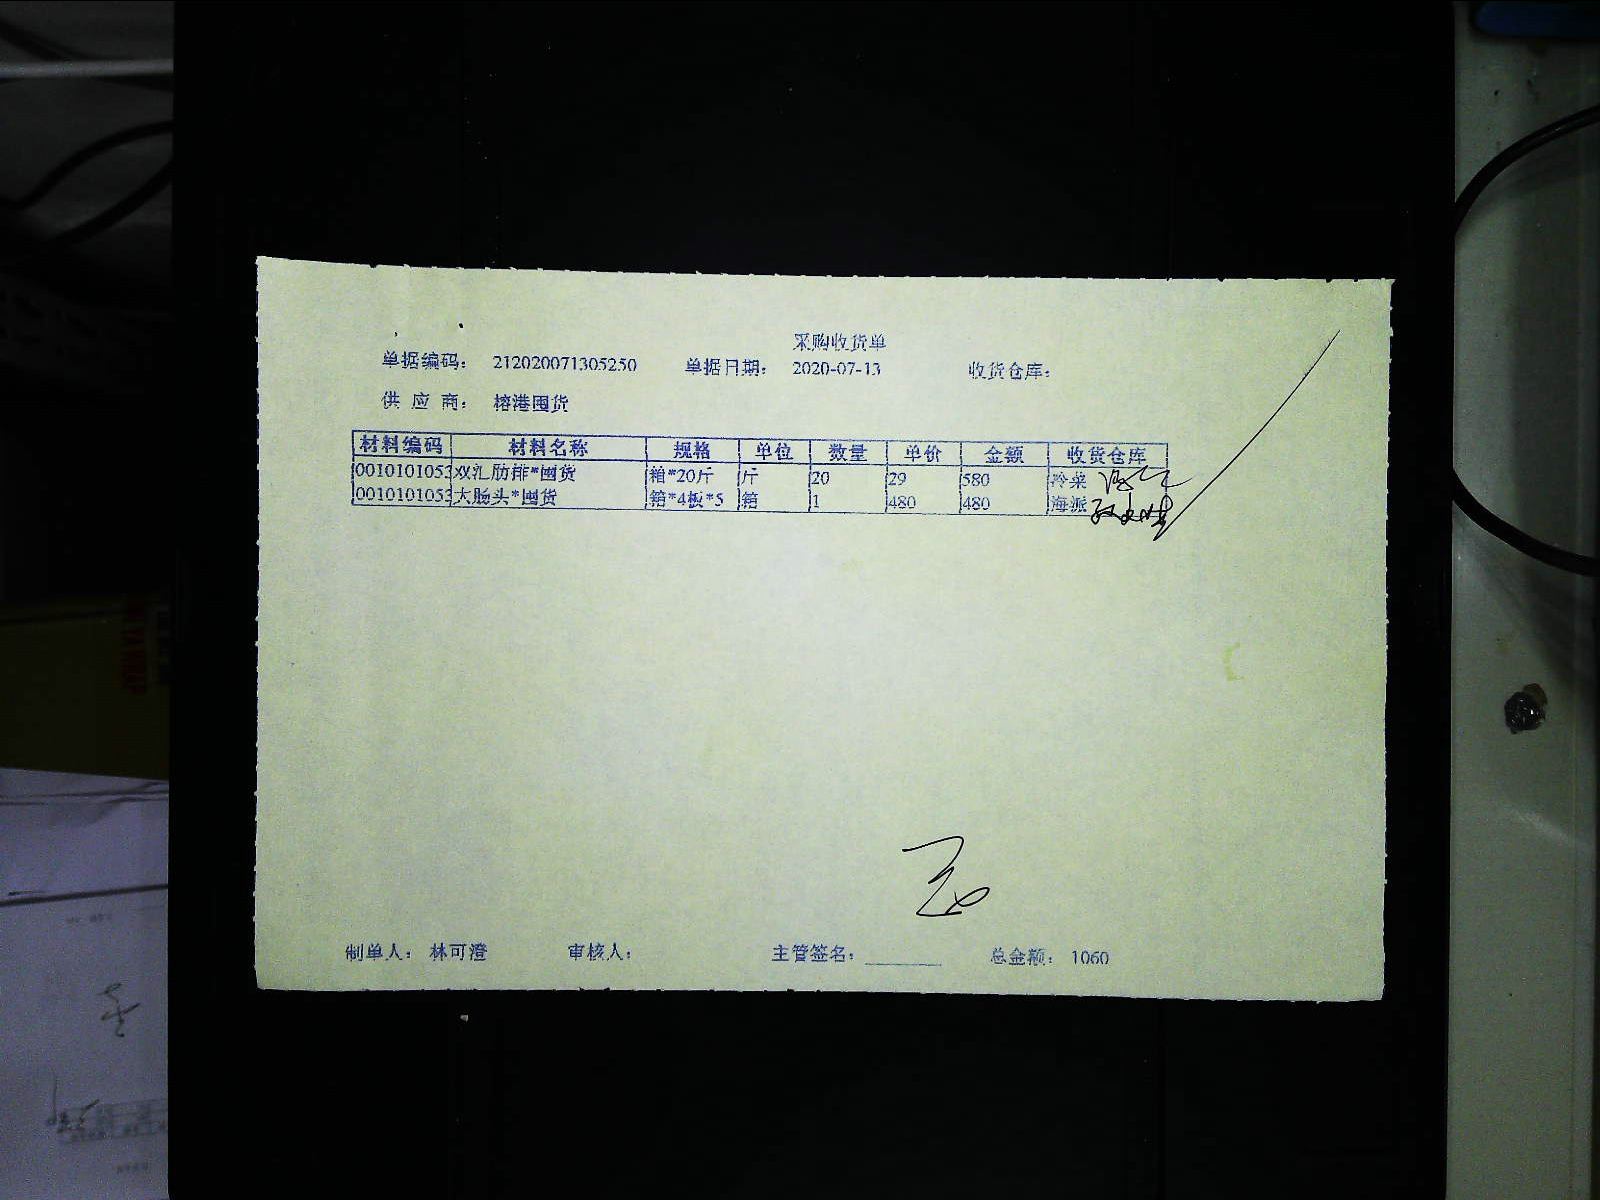 采购收货单
单据编码： 212020071305250 单据日期： 2020-07-13 收货仓库：
供 应 商： 榕港囤货
材料编码 材料名称 规格 单位 数量 单价 金额 收货仓库
0010101053 双汇肋排*囤货 箱*20斤 斤 20 29 580 冷菜
0010101053 大肠头*囤货 箱*4板*5 箱 1 480 480 海派
制单人： 林可澄 审核人： 主管签名： 总金额： 1060